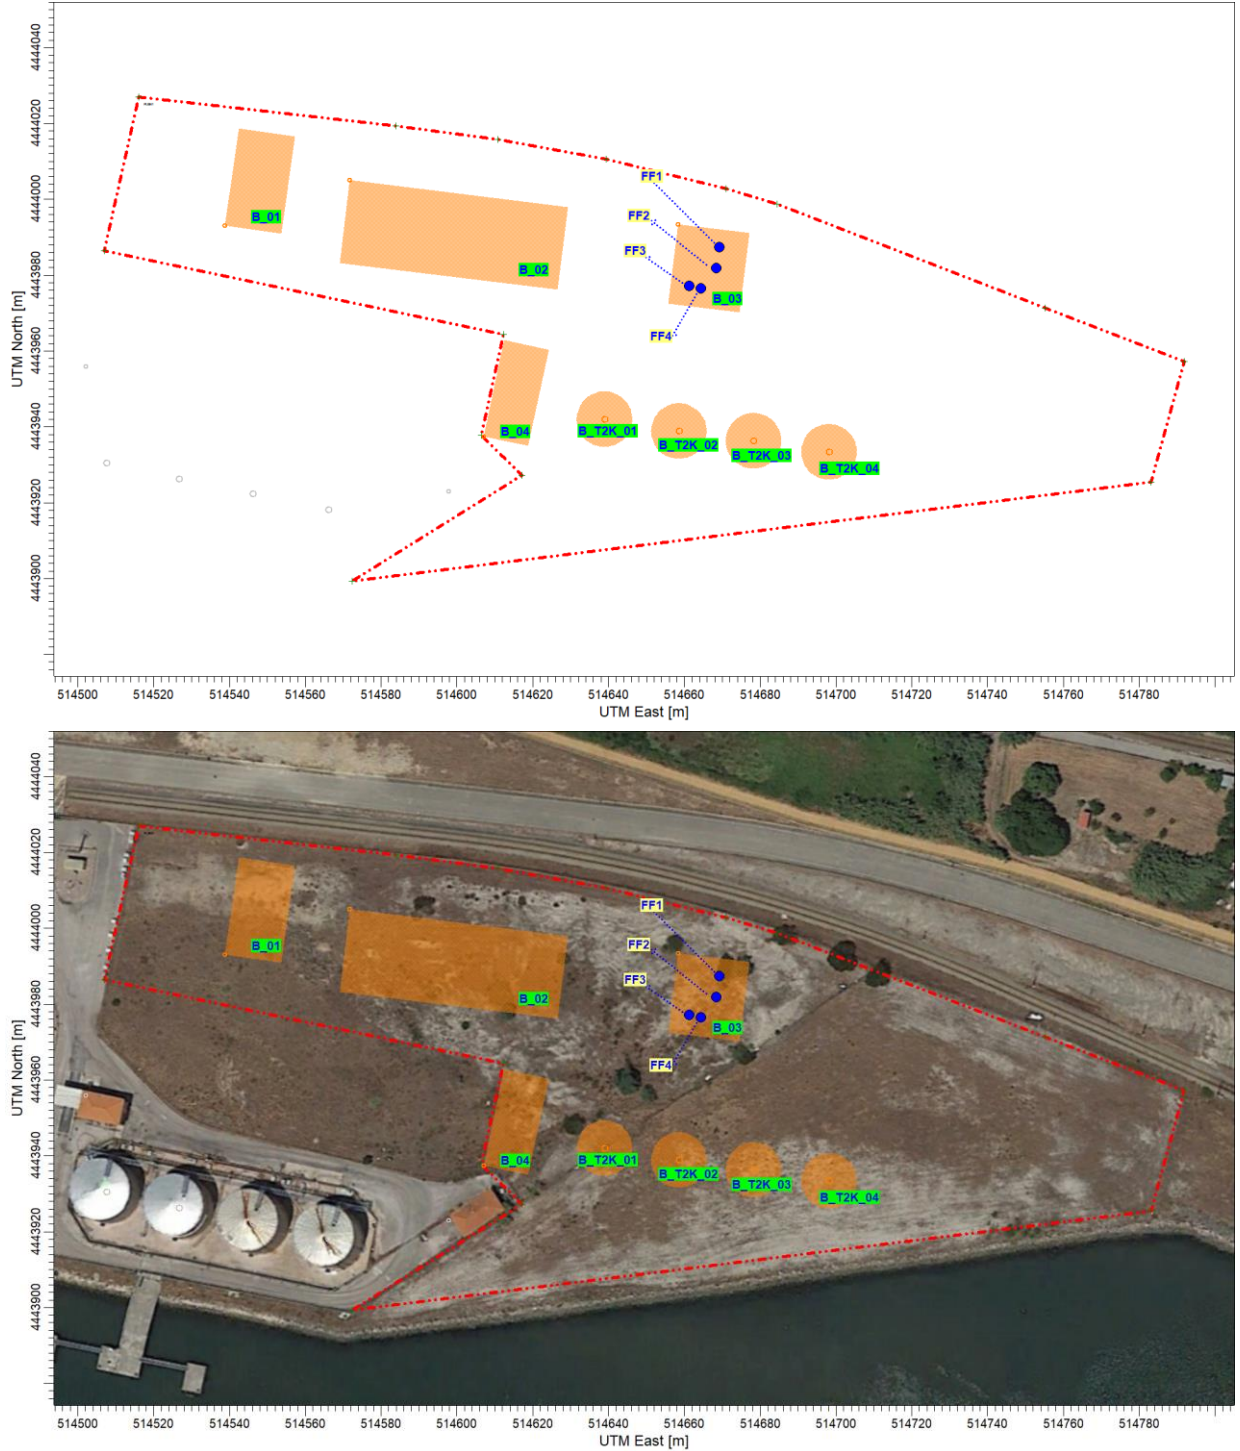 UTM North [m]
4444040
4444020
4444000
4443980
4443960
4443940
4443920
4443900
FF1
FF2
B_01
FF3
B_02
B_03
FF4
B_04
B_T2K_01
B_T2K_02
B_T2K_03
B_T2K_04
514500 514520 514540 514560 514580 514600 514620 514640 514660 514680 514700 514720 514740 514760 514780
UTM East [m]
UTM North [m]
4444040
4444020
4444000
4443980
4443960
4443940
4443920
4443900
FF1
FF2
B_01
FF3
B_02
B_03
FF4
B_04
B_T2K_01
B_T2K_02
B_T2K_03
B_T2K_04
514500 514520 514540 514560 514580 514600 514620 514640 514660 514680 514700 514720 514740 514760 514780
UTM East [m]